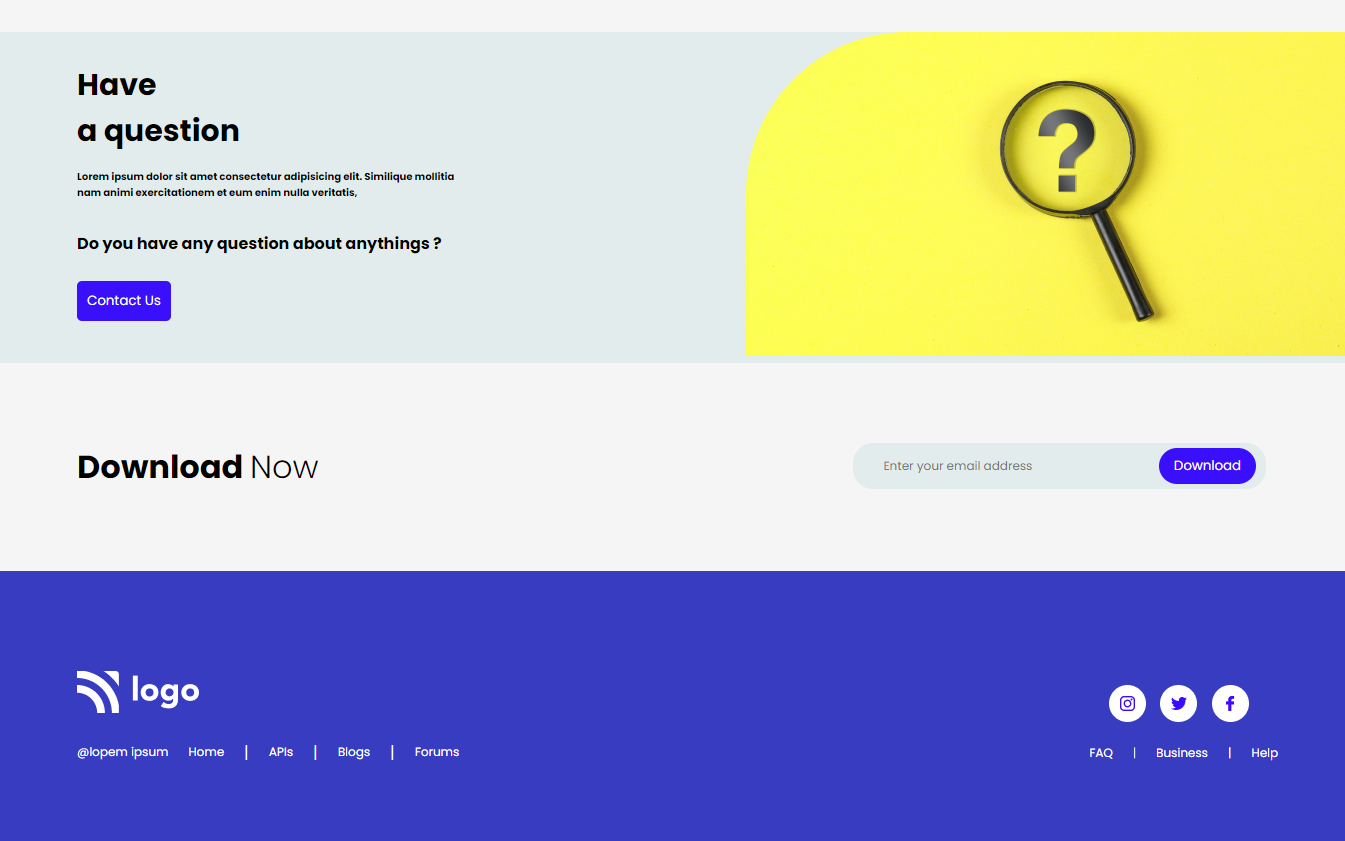 Have
a question
Lorem ipsum dolor sit amet consectetur adipisicing elit. Similique mollitia
nam animi exercitationem et eum enim nulla veritatis,
Do you have any question about anythings ?
Contact Us
?
Download Now
Enter your email address
Download
logo
@lopem ipsum Home | APIs | Blogs | Forums
FAQ | Business | Help